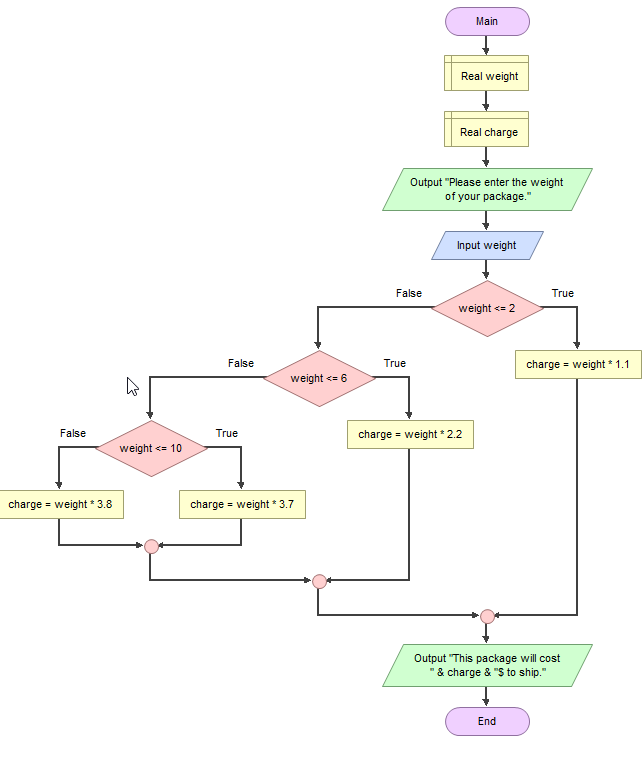 Main
Real weight
Real charge
Output "Please enter the weight
of your package."
Input weight
False
True
weight <= 2
False
True
charge = weight * 1.1
weight <= 6
False
True
charge = weight * 2.2
weight <= 10
charge = weight * 3.8
charge = weight * 3.7
Output "This package will cost
" & charge & "$ to ship."
End